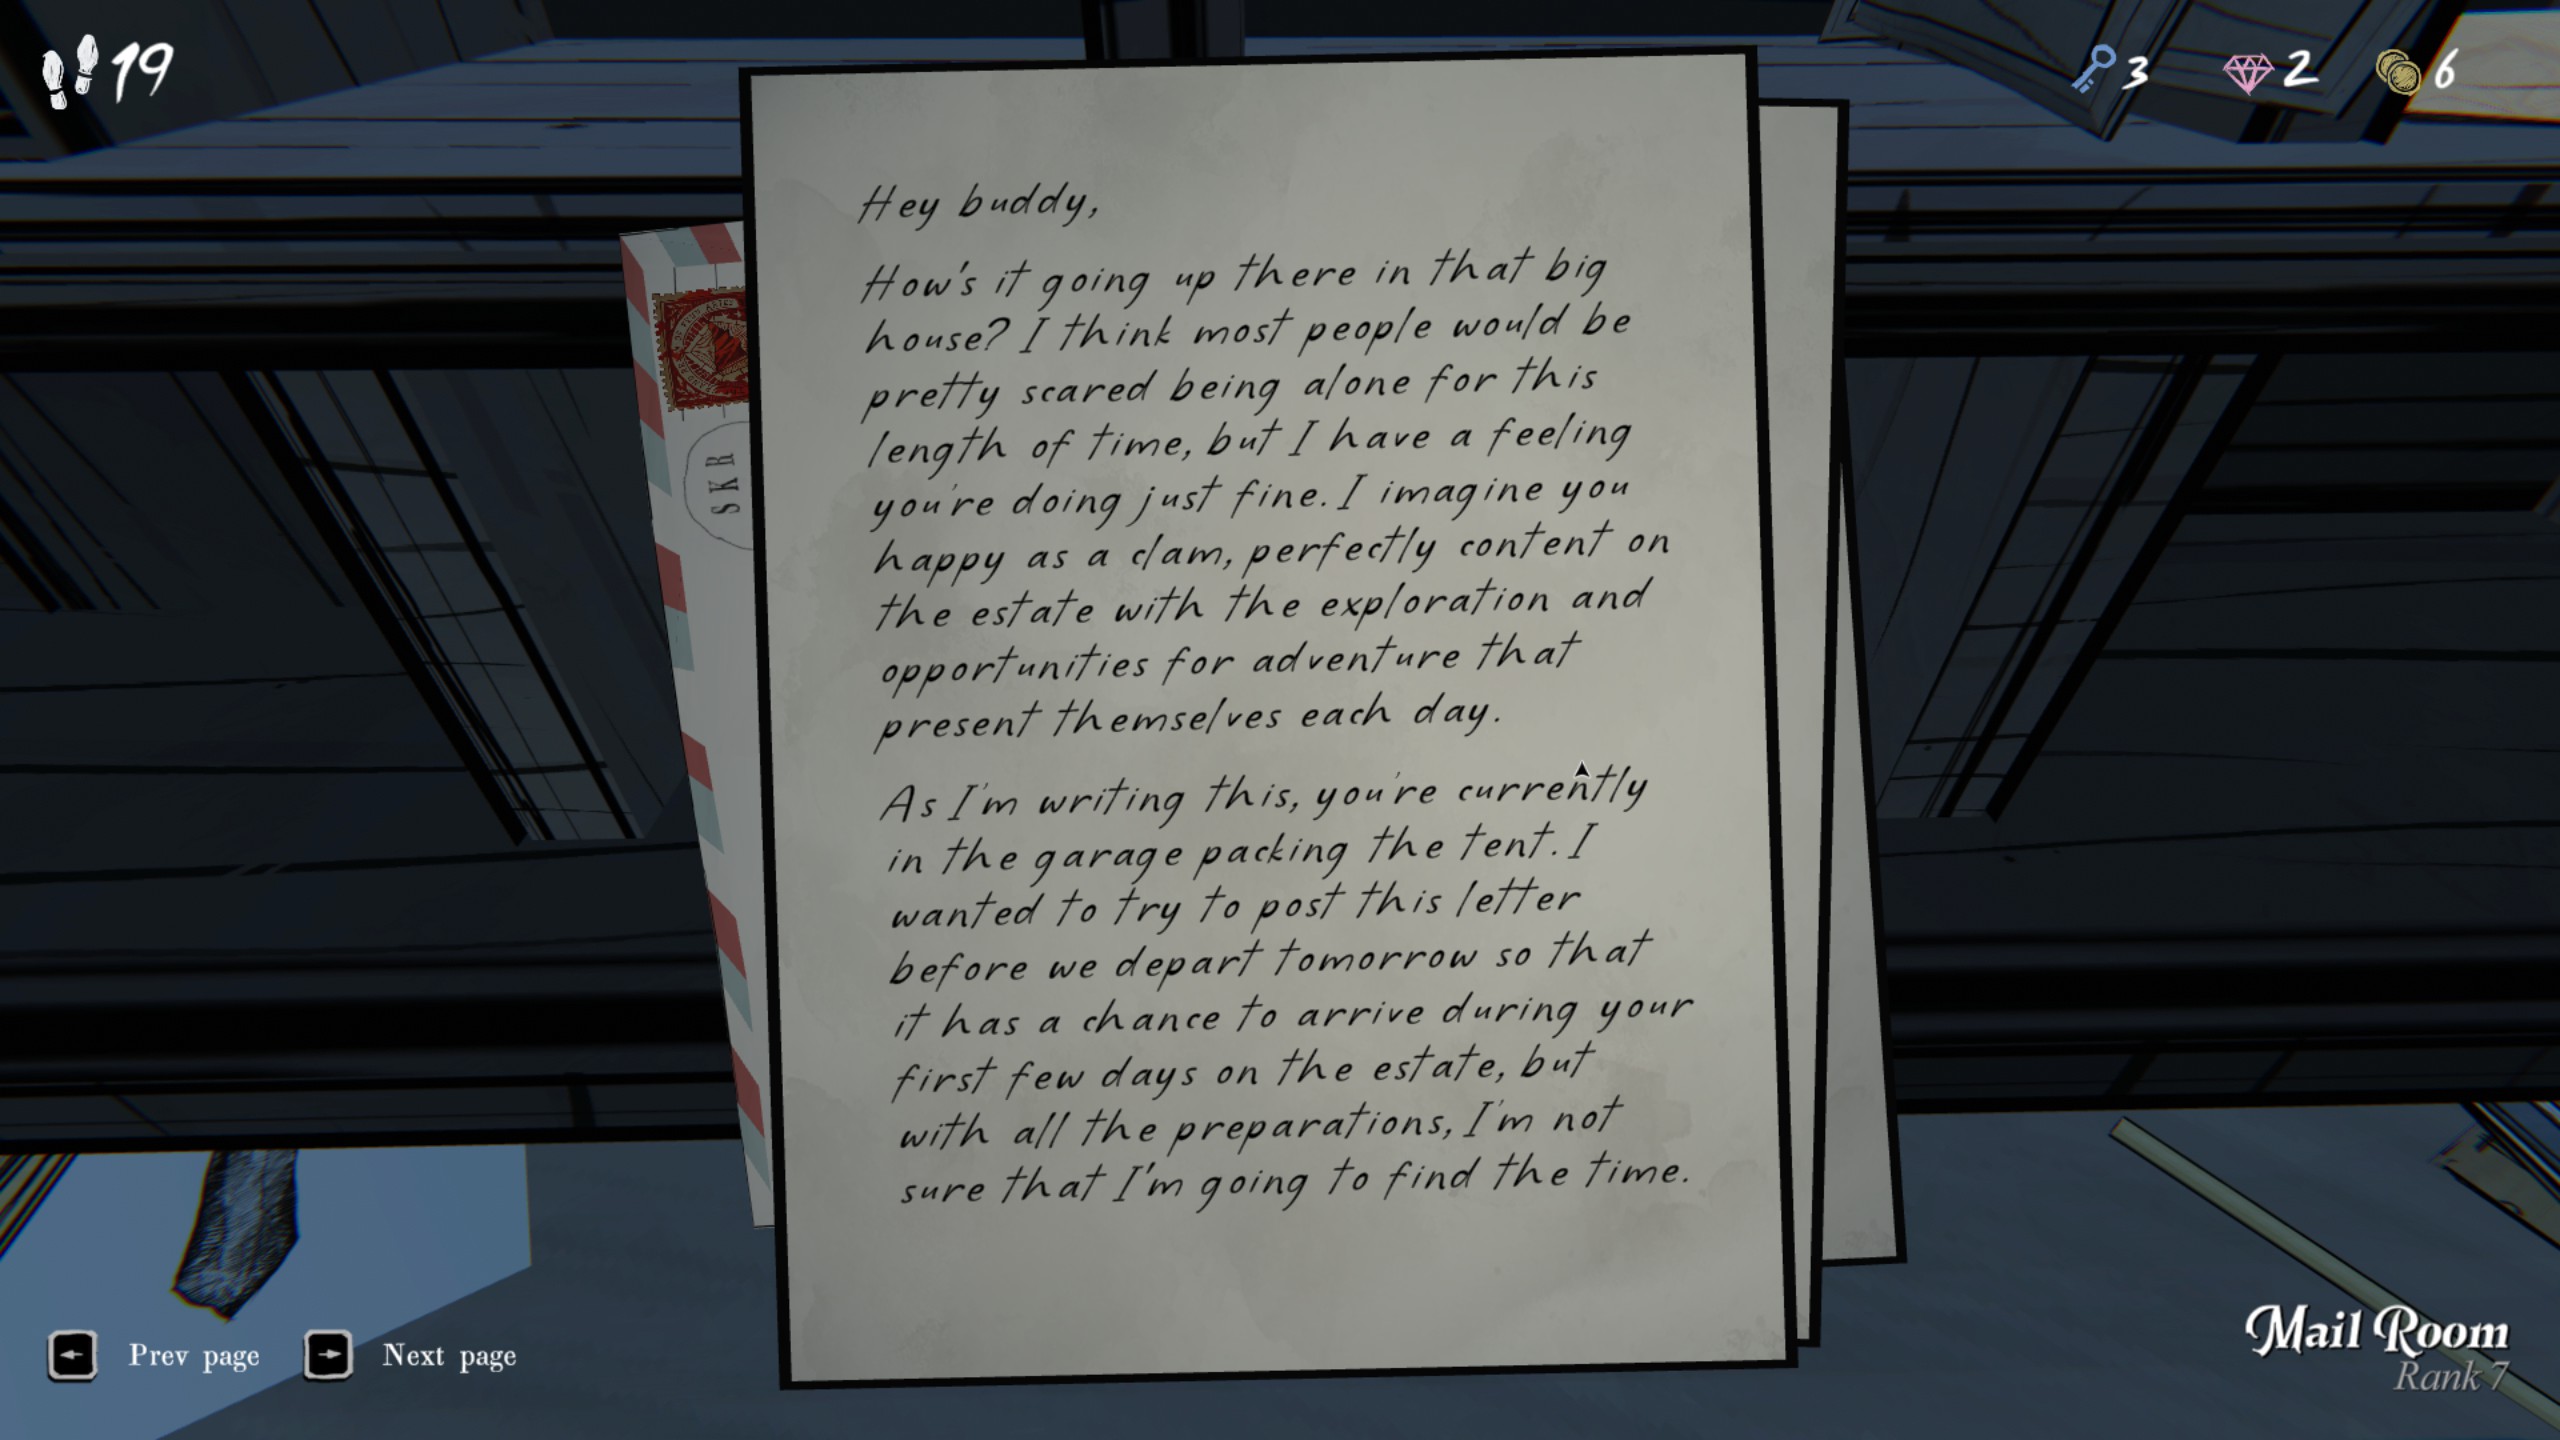 19
3
2
6
Hey buddy,
How's it going up there in that big
house? I think most people would be
pretty scared being alone for this
length of time, but I have a feeling
you're doing just fine. I imagine you
happy as a clam, perfectly content on
the estate with the exploration and
opportunities for adventure that
present themselves each day.
As I'm writing this, you're currently
in the garage packing the tent. I
wanted to try to post this letter
before we depart tomorrow so that
it has a chance to arrive during your
first few days on the estate, but
with all the preparations, I'm not
sure that I'm going to find the time.
SKR
Prev page
Next page
Mail Room
Rank 7